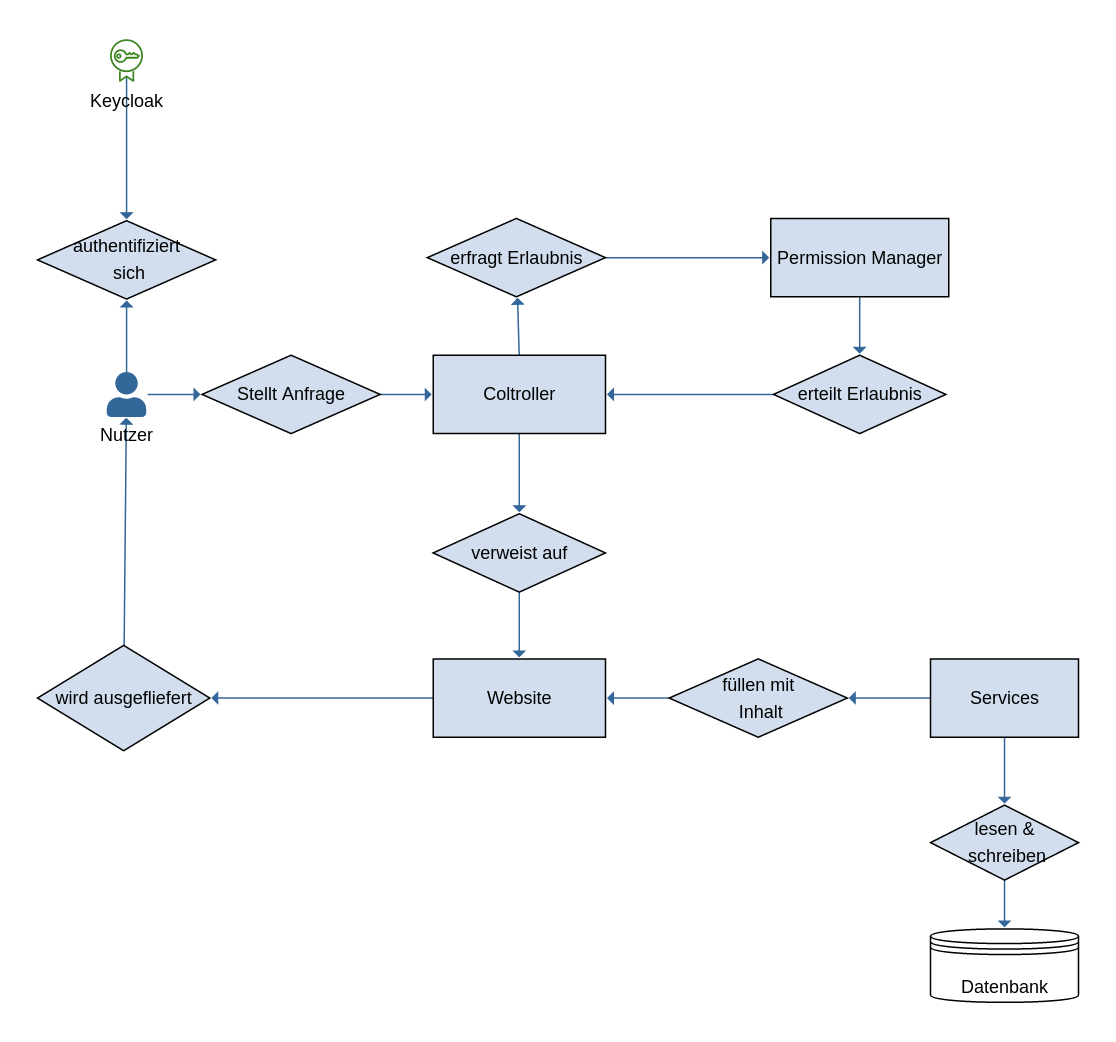 Keycloak
authentifiziert
sich
erfragt Erlaubnis
Permission Manager
Stellt Anfrage
Coltroller
erteilt Erlaubnis
Nutzer
verweist auf
wird ausgefliefert
Website
füllen mit
Inhalt
Services
lesen &
schreiben
Datenbank